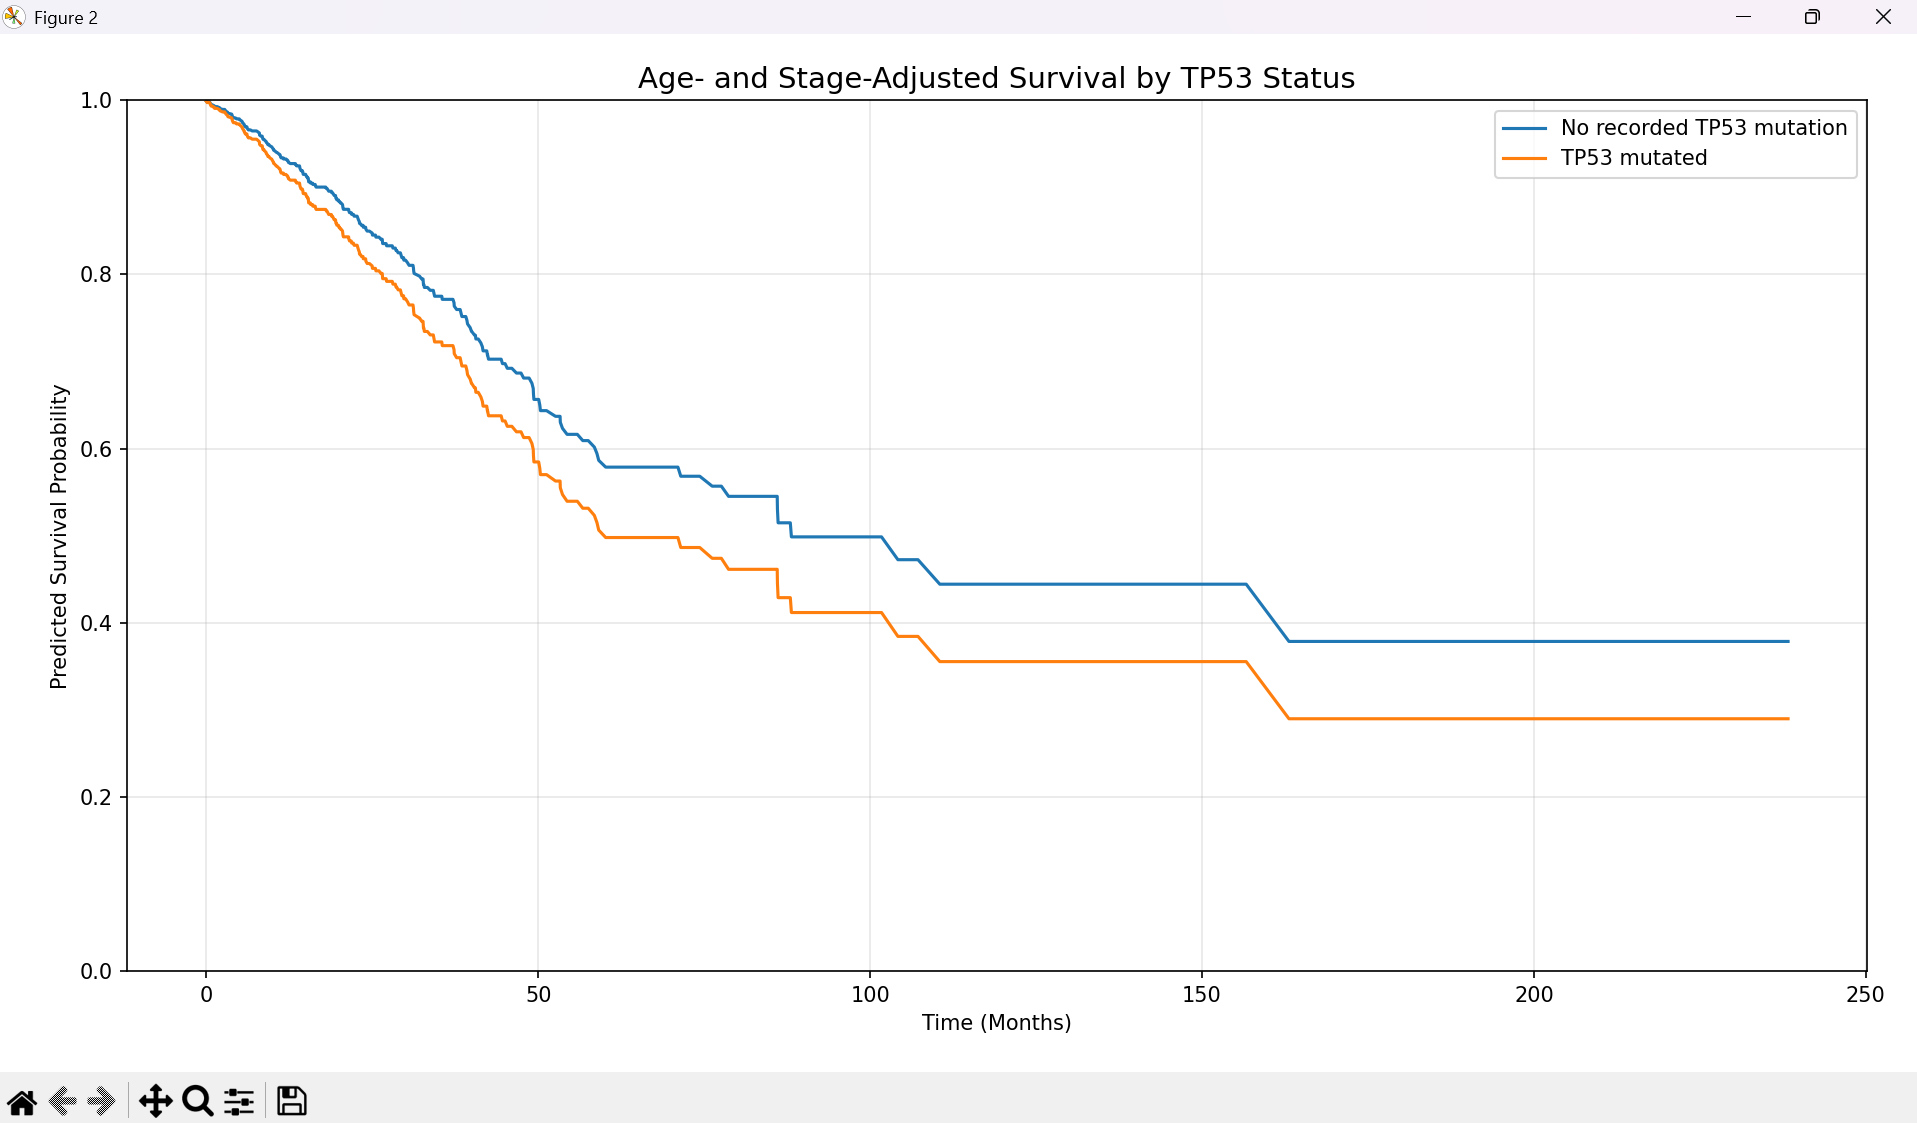 Figure 2
Age- and Stage-Adjusted Survival by TP53 Status
No recorded TP53 mutation
TP53 mutated
Predicted Survival Probability
1.0
0.8
0.6
0.4
0.2
0.0
0 50 100 150 200 250
Time (Months)